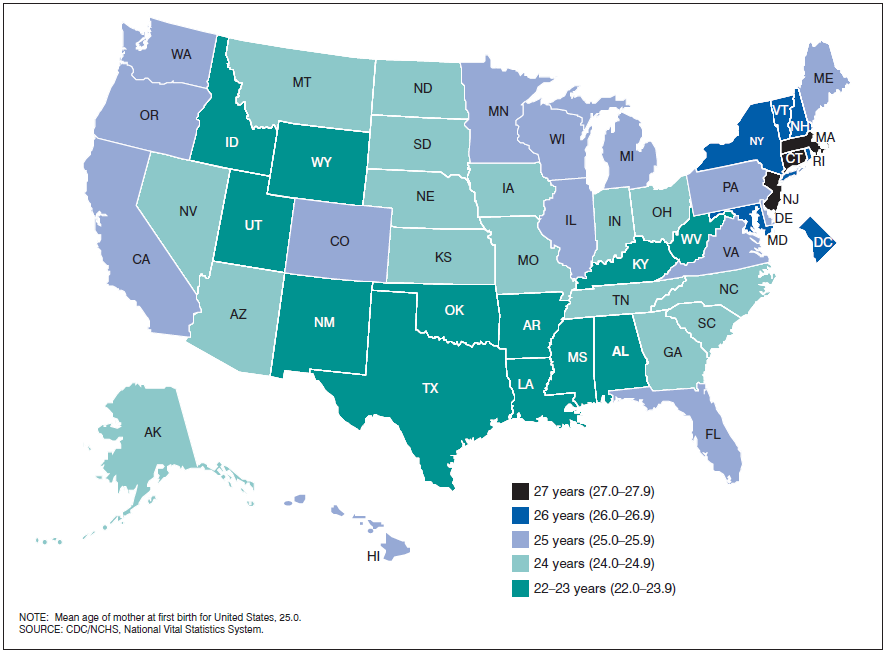 WA
MT
ND
MN
ME
OR
ID
WY
SD
WI
MI
VT
NH
NY
MA
CT
RI
NV
UT
CO
NE
IA
IL
IN
OH
PA
NJ
DE
MD
DC
CA
KS
MO
KY
WV
VA
AZ
NM
OK
AR
TN
NC
SC
TX
LA
MS
AL
GA
FL
AK
HI
27 years (27.0–27.9)
26 years (26.0–26.9)
25 years (25.0–25.9)
24 years (24.0–24.9)
22–23 years (22.0–23.9)
NOTE: Mean age of mother at first birth for United States, 25.0.
SOURCE: CDC/NCHS, National Vital Statistics System.